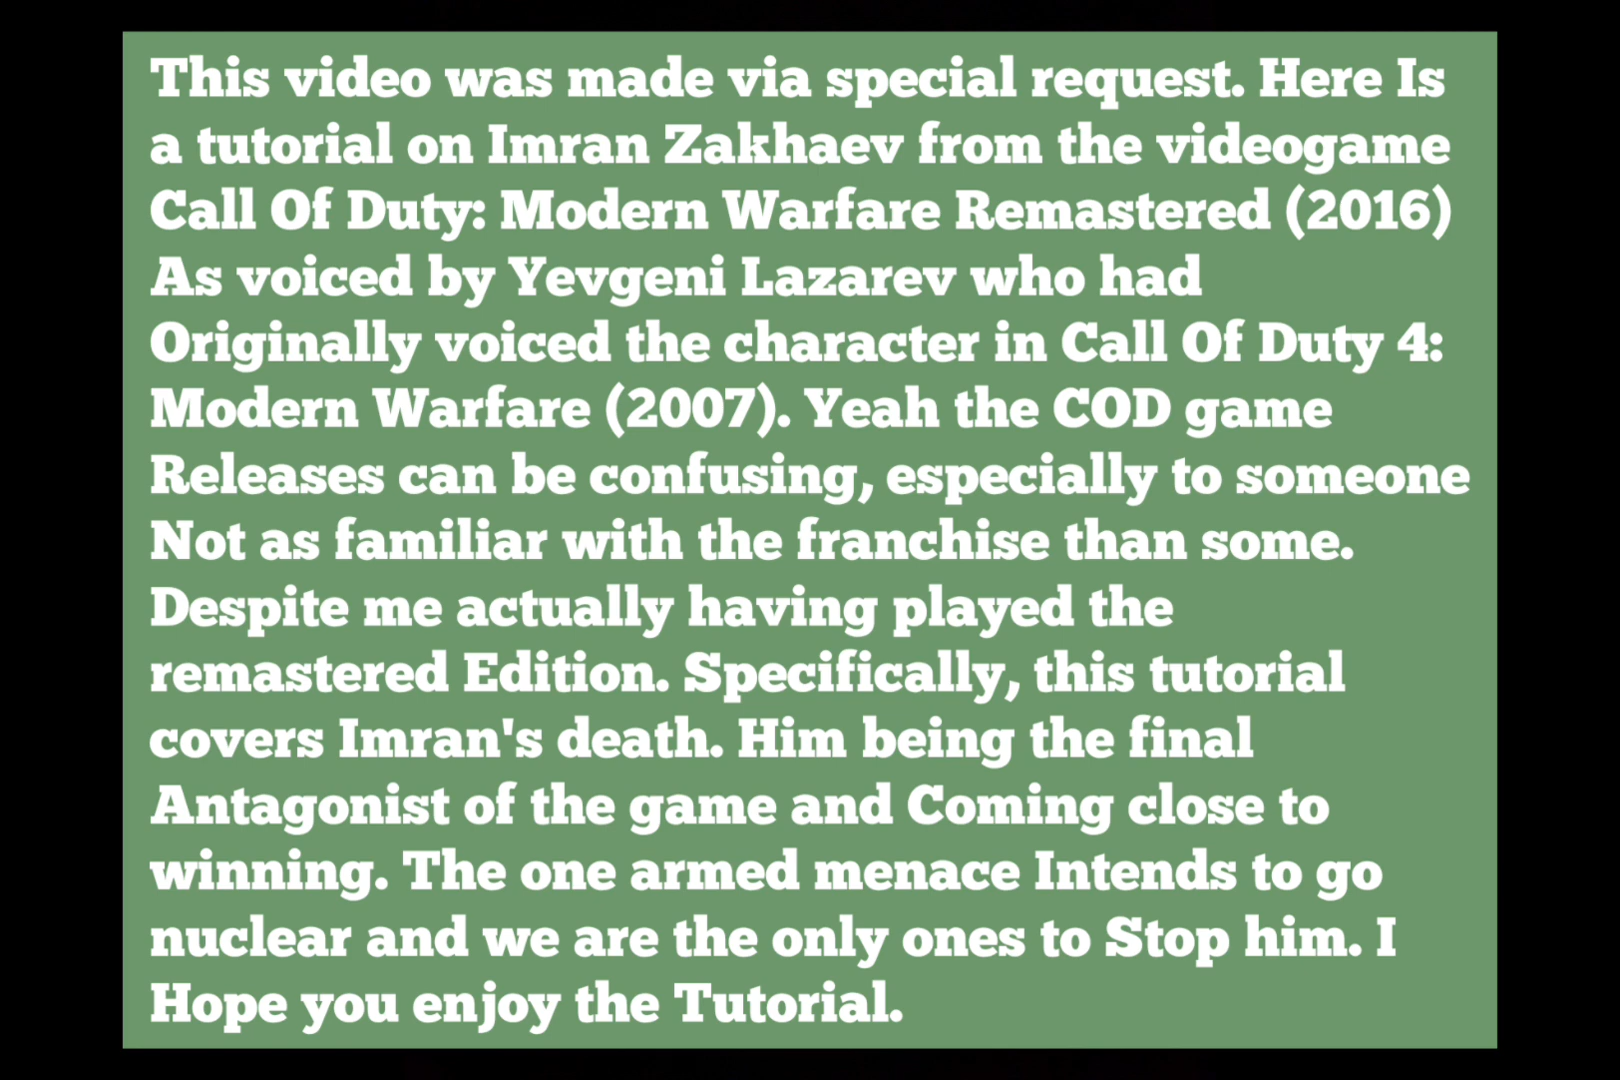 This video was made via special request. Here Is
a tutorial on Imran Zakhaev from the videogame
Call Of Duty: Modern Warfare Remastered (2016)
As voiced by Yevgeni Lazarev who had
Originally voiced the character in Call Of Duty 4:
Modern Warfare (2007). Yeah the COD game
Releases can be confusing, especially to someone
Not as familiar with the franchise than some.
Despite me actually having played the
remastered Edition. Specifically, this tutorial
covers Imran's death. Him being the final
Antagonist of the game and Coming close to
winning. The one armed menace Intends to go
nuclear and we are the only ones to Stop him. I
Hope you enjoy the Tutorial.